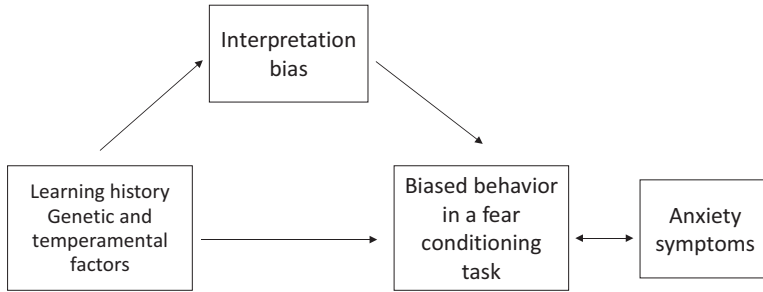 Interpretation
bias
Learning history
Genetic and
temperamental
factors
Biased behavior
in a fear
conditioning
task
Anxiety
symptoms